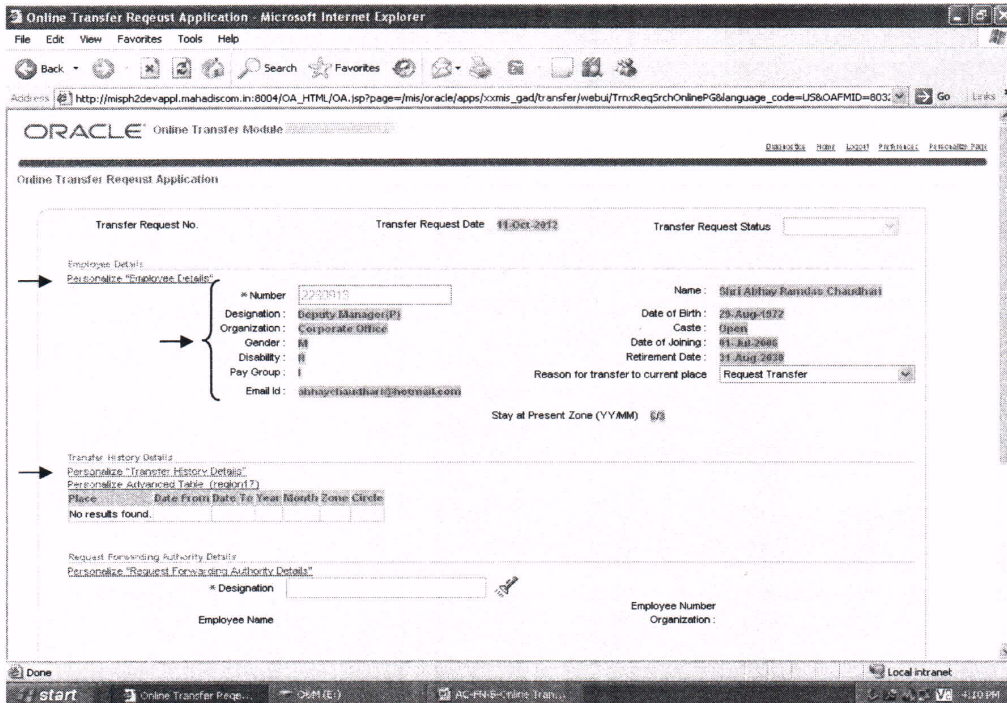 Online Transfer Reqeust Application - Microsoft Internet Explorer
File Edit View Favorites Tools Help
Back Search Favorites
Address http://misph2devappl.mahadiscom.in:8004/OA_HTML/OA.jsp?page=/mis/oracle/apps/xxmis_gad/transfer/webui/TrnxReqSrchOnlinePG&language_code=US&OAFMID=803 Go Links
ORACLE Online Transfer Module
Diagnostics Home Logout Preferences Personalize Page
Online Transfer Reqeust Application
Transfer Request No. Transfer Request Date 11-Oct-2012 Transfer Request Status
Employee Details
Personalize "Employee Details"
* Number Name : Shri Abhay Ramdas Chaudhari
Designation : Deputy Manager(P) Date of Birth : 29-Aug-1972
Organization : Corporate Office Caste : Open
Gender : M Date of Joining :
Disability : Retirement Date :
Pay Group : I Reason for transfer to current place Request Transfer
Email Id : abhaychaudhari@hotmail.com
Stay at Present Zone (YY/MM)
Transfer History Details
Personalize "Transfer History Details"
Personalize Advanced Table (region17)
Place Date From Date To Year Month Zone Circle
No results found.
Request Forwarding Authority Details
Personalize "Request Forwarding Authority Details"
* Designation
Employee Number
Employee Name Organization :
Done Local intranet
start Online Transfer Reqe... O&M (E:) AC-FN-5-Online Tran... 4:10 PM